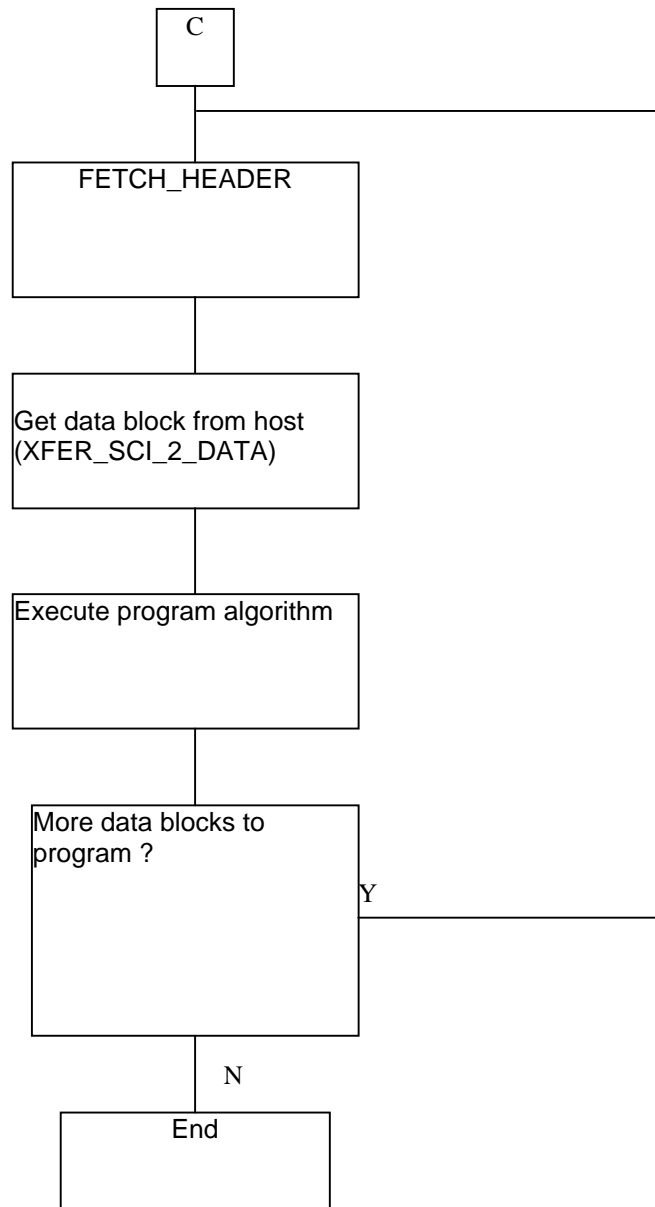 C
FETCH_HEADER
Get data block from host
(XFER_SCI_2_DATA)
Execute program algorithm
More data blocks to
program ?
Y
N
End